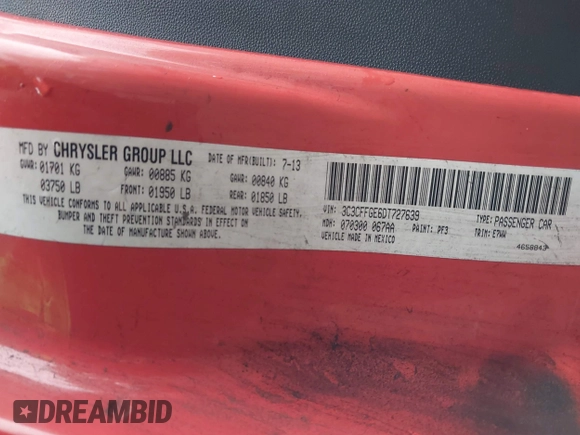 MFD BY CHRYSLER GROUP LLC DATE OF MFR(BUILT): 7-13
GVWR: 01701 KG GAWR: 00885 KG GAWR: 00840 KG
03750 LB FRONT: 01950 LB REAR: 01850 LB
THIS VEHICLE CONFORMS TO ALL APPLICABLE U.S.A. FEDERAL MOTOR VEHICLE SAFETY,
BUMPER AND THEFT PREVENTION STANDARDS IN EFFECT ON
THE DATE OF MANUFACTURE SHOWN ABOVE.
VIN: 3C3CFFGE6DT727639 TYPE: PASSENGER CAR
MDH: 070300 067AA PAINT: PF3 TRIM: E7WV
VEHICLE MADE IN MEXICO 4658843
DREAMBID